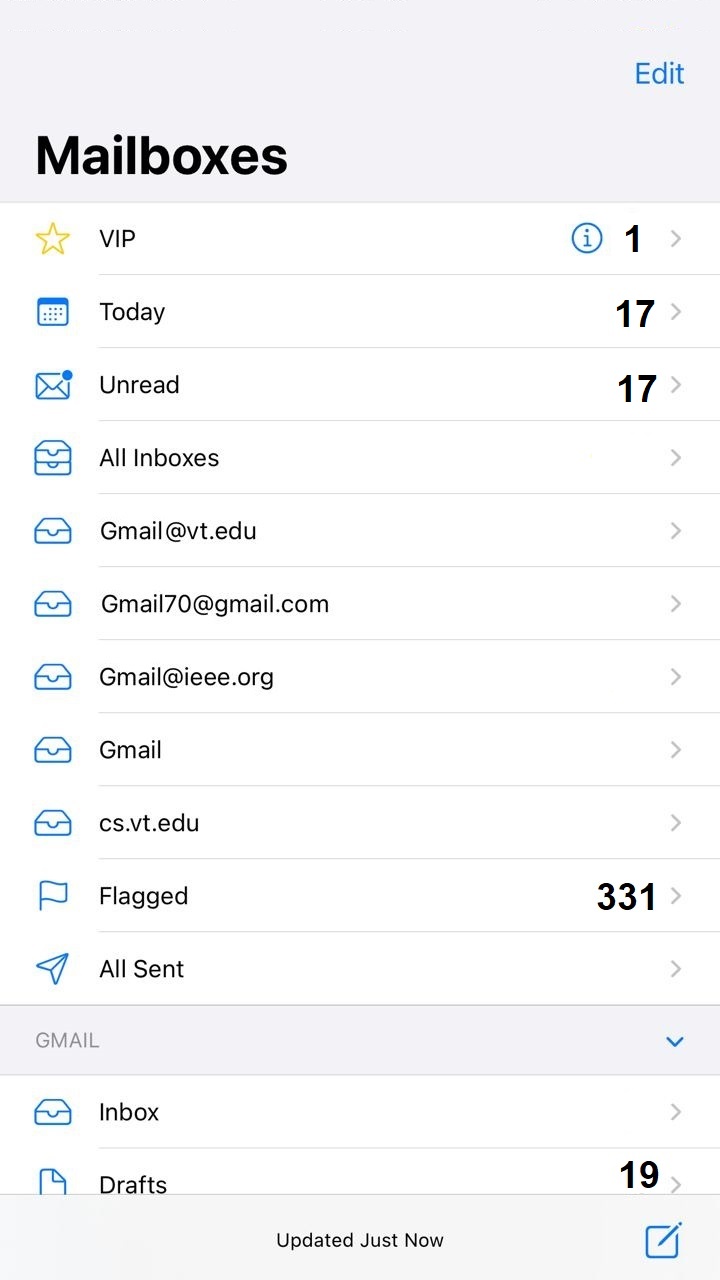 Edit
Mailboxes
VIP 1
Today 17
Unread 17
All Inboxes
Gmail@vt.edu
Gmail70@gmail.com
Gmail@ieee.org
Gmail
cs.vt.edu
Flagged 331
All Sent
GMAIL
Inbox
Drafts 19
Updated Just Now